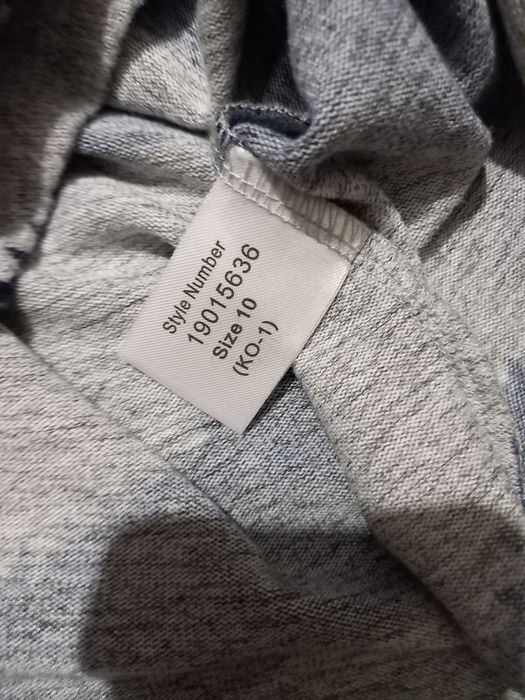 Style Number
19015636
Size 10
(KO-1)